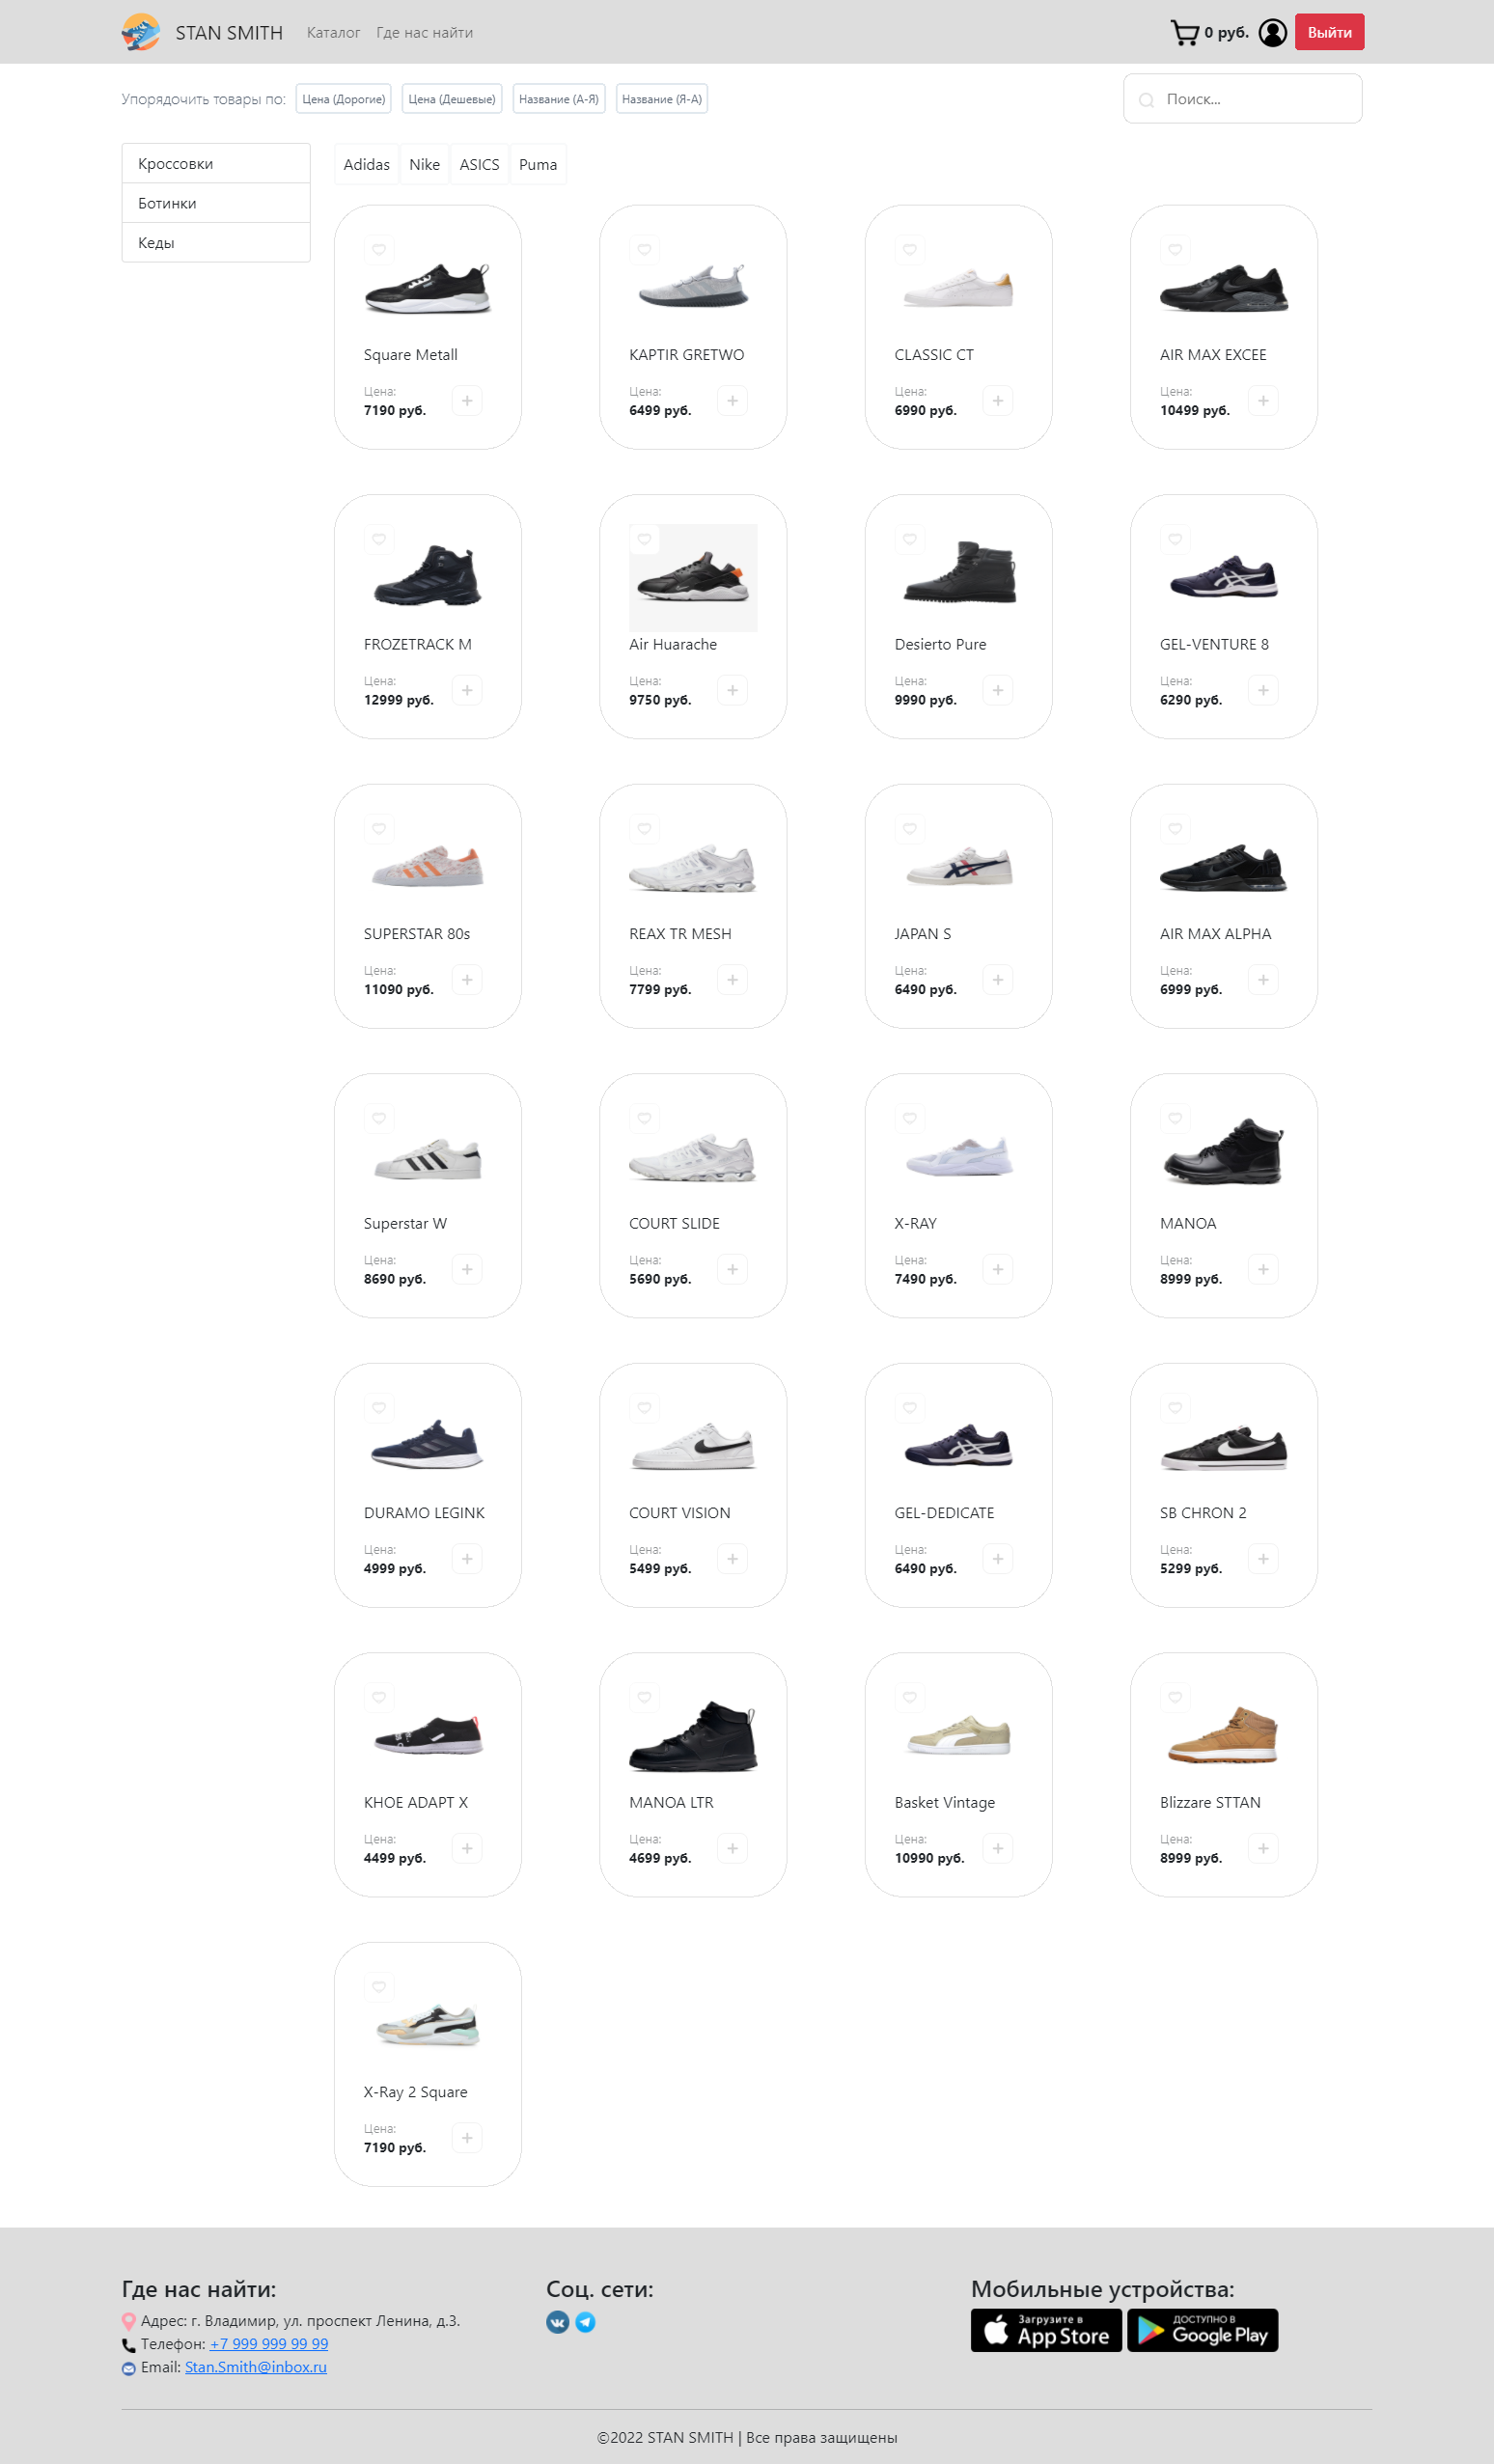 STAN SMITH Каталог Где нас найти 0 руб. Выйти
Упорядочить товары по: Цена (Дорогие) Цена (Дешевые) Название (А-Я) Название (Я-А) Поиск...
Кроссовки
Ботинки
Кеды
Adidas Nike ASICS Puma
Square Metall KAPTIR GRETWO CLASSIC CT AIR MAX EXCEE
Цена: Цена: Цена: Цена:
7190 руб. 6499 руб. 6990 руб. 10499 руб.
FROZETRACK M Air Huarache Desierto Pure GEL-VENTURE 8
Цена: Цена: Цена: Цена:
12999 руб. 9750 руб. 9990 руб. 6290 руб.
SUPERSTAR 80s REAX TR MESH JAPAN S AIR MAX ALPHA
Цена: Цена: Цена: Цена:
11090 руб. 7799 руб. 6490 руб. 6999 руб.
Superstar W COURT SLIDE X-RAY MANOA
Цена: Цена: Цена: Цена:
8690 руб. 5690 руб. 7490 руб. 8999 руб.
DURAMO LEGINK COURT VISION GEL-DEDICATE SB CHRON 2
Цена: Цена: Цена: Цена:
4999 руб. 5499 руб. 6490 руб. 5299 руб.
KHOE ADAPT X MANOA LTR Basket Vintage Blizzare STTAN
Цена: Цена: Цена: Цена:
4499 руб. 4699 руб. 10990 руб. 8999 руб.
X-Ray 2 Square
Цена:
7190 руб.
Где нас найти:
Адрес: г. Владимир, ул. проспект Ленина, д.3.
Телефон: +7 999 999 99 99
Email: Stan.Smith@inbox.ru
Соц. сети:
Мобильные устройства:
Загрузите в
App Store
ДОСТУПНО В
Google Play
©2022 STAN SMITH | Все права защищены